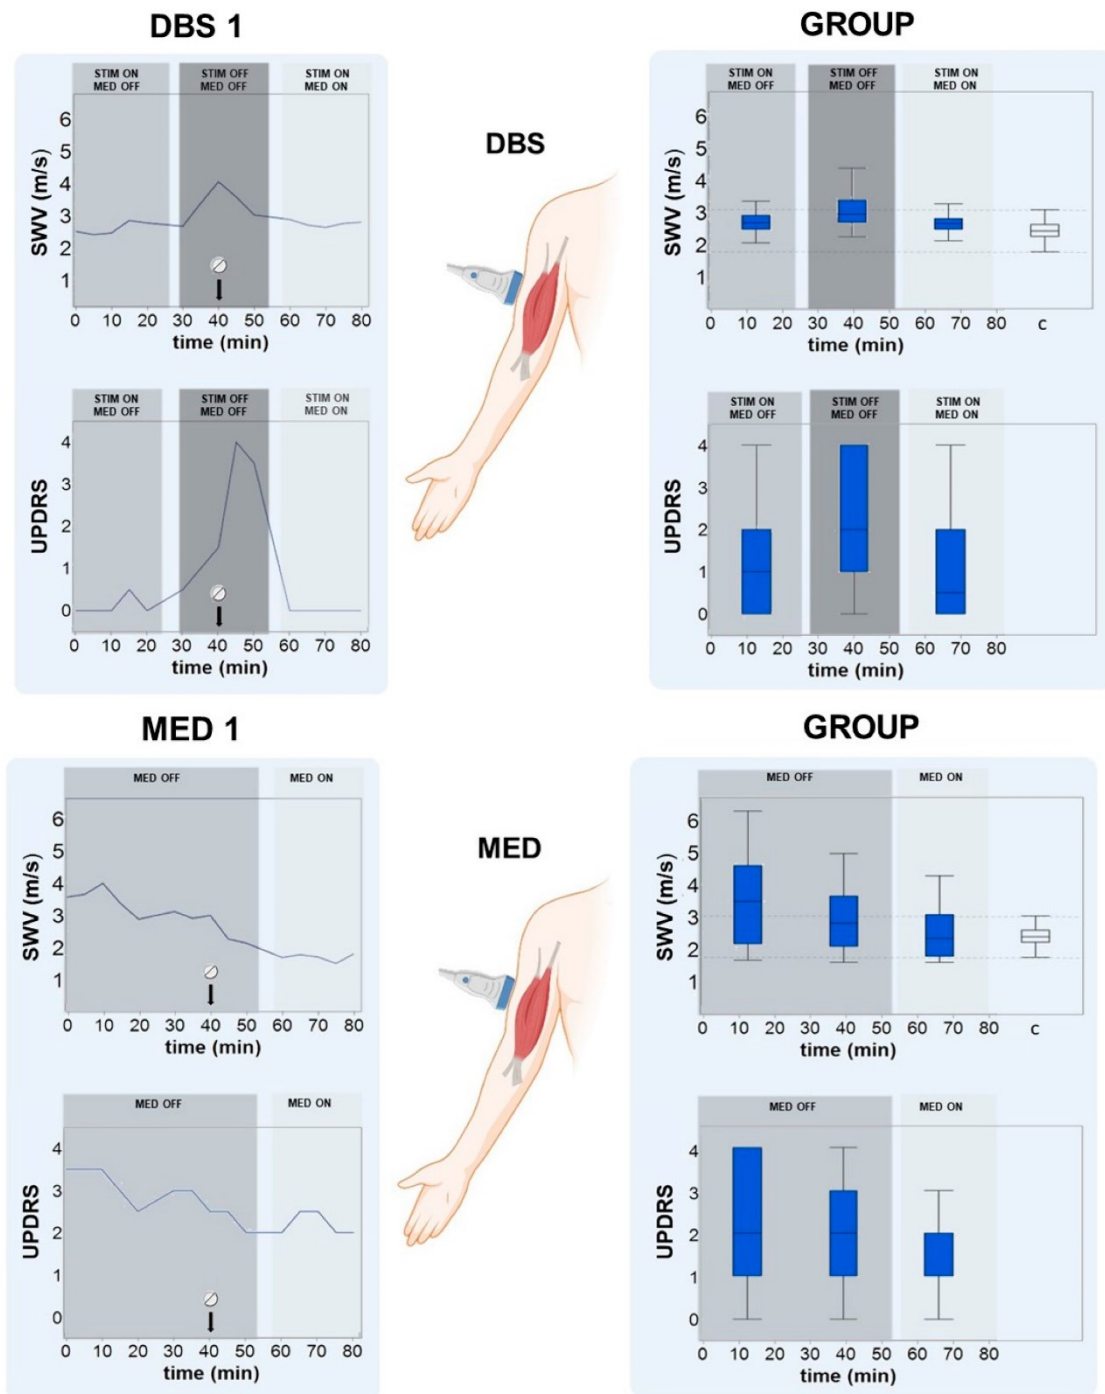 DBS 1
STIM ON STIM OFF STIM ON
MED OFF MED OFF MED ON
SWV (m/s)
6
5
4
3
2
1
0 10 20 30 40 50 60 70 80
time (min)
STIM ON STIM OFF STIM ON
MED OFF MED OFF MED ON
UPDRS
4
3
2
1
0
0 10 20 30 40 50 60 70 80
time (min)
DBS
GROUP
STIM ON STIM OFF STIM ON
MED OFF MED OFF MED ON
SWV (m/s)
6
5
4
3
2
1
0 10 20 30 40 50 60 70 80 c
time (min)
STIM ON STIM OFF STIM ON
MED OFF MED OFF MED ON
UPDRS
4
3
2
1
0
0 10 20 30 40 50 60 70 80
time (min)
MED 1
MED OFF MED ON
SWV (m/s)
6
5
4
3
2
1
0 10 20 30 40 50 60 70 80
time (min)
MED OFF MED ON
UPDRS
4
3
2
1
0
0 10 20 30 40 50 60 70 80
time (min)
MED
GROUP
MED OFF MED ON
SWV (m/s)
6
5
4
3
2
1
0 10 20 30 40 50 60 70 80 c
time (min)
MED OFF MED ON
UPDRS
4
3
2
1
0
0 10 20 30 40 50 60 70 80
time (min)